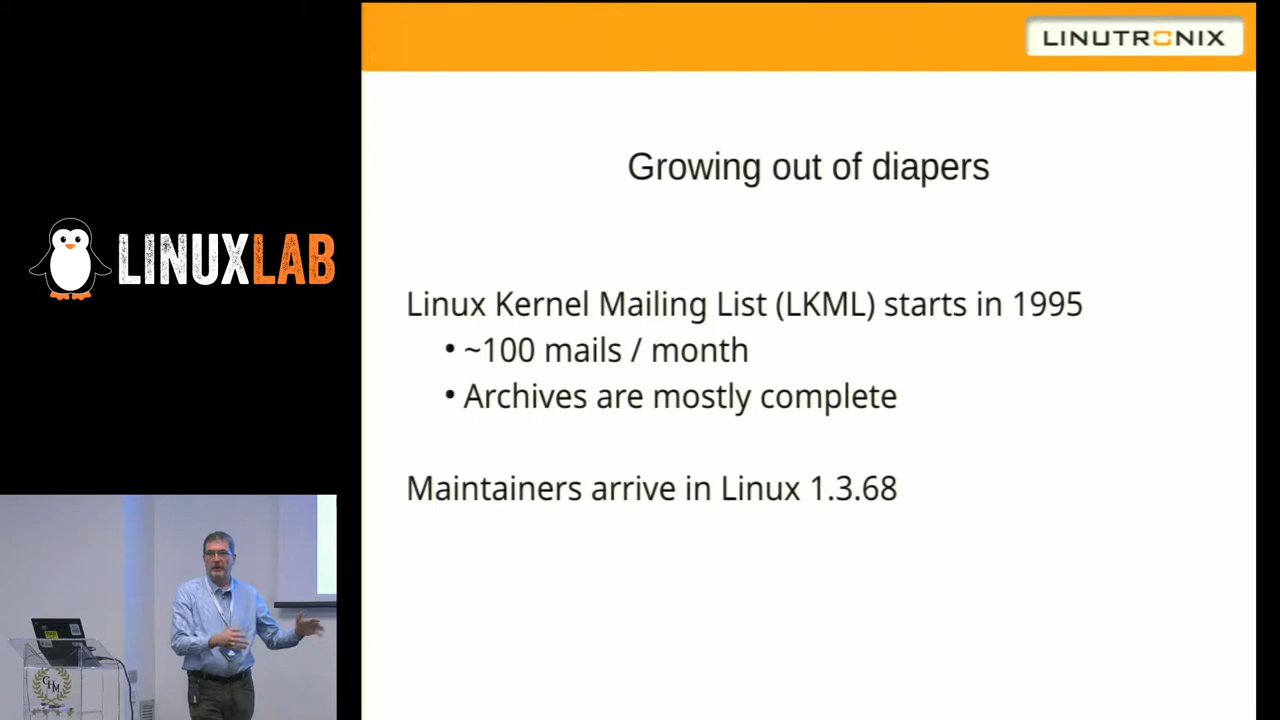 LINUTRONIX
Growing out of diapers
LINUXLAB
Linux Kernel Mailing List (LKML) starts in 1995
• ~100 mails / month
• Archives are mostly complete
Maintainers arrive in Linux 1.3.68
GHM